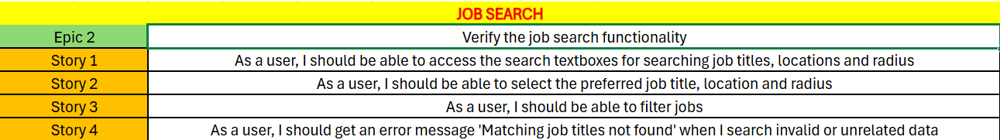 JOB SEARCH
Epic 2 Verify the job search functionality
Story 1 As a user, I should be able to access the search textboxes for searching job titles, locations and radius
Story 2 As a user, I should be able to select the preferred job title, location and radius
Story 3 As a user, I should be able to filter jobs
Story 4 As a user, I should get an error message 'Matching job titles not found' when I search invalid or unrelated data